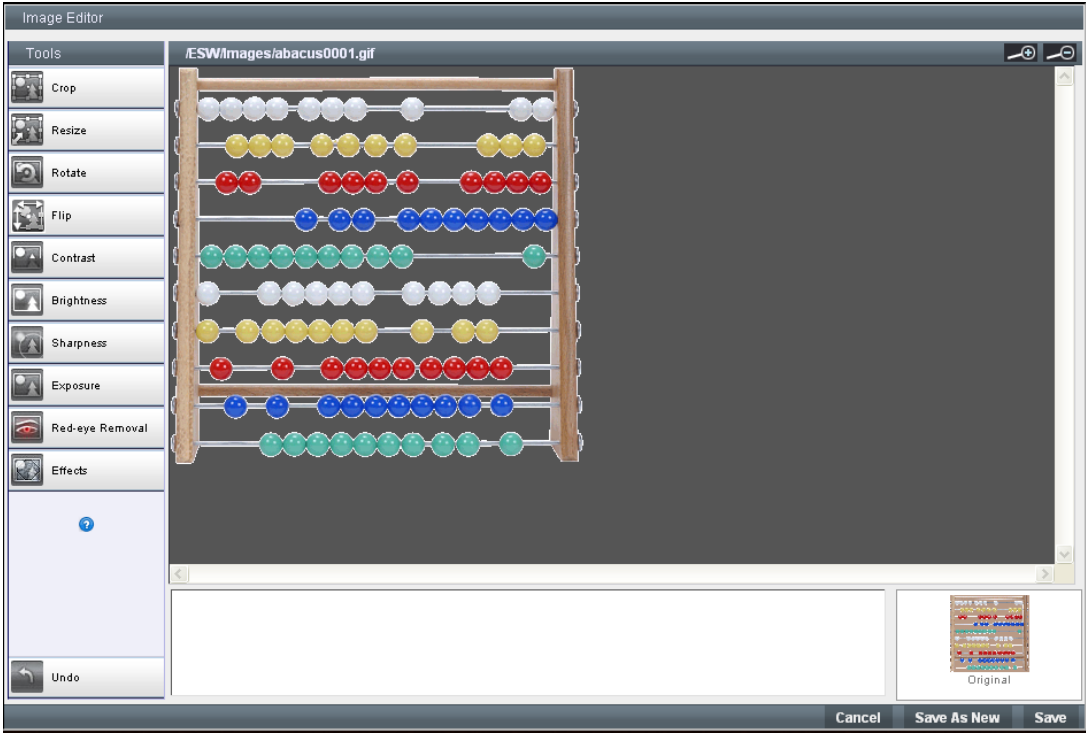 Image Editor
Tools
/ESW/Images/abacus0001.gif
Crop
Resize
Rotate
Flip
Contrast
Brightness
Sharpness
Exposure
Red-eye Removal
Effects
?
Undo
Original
Cancel Save As New Save